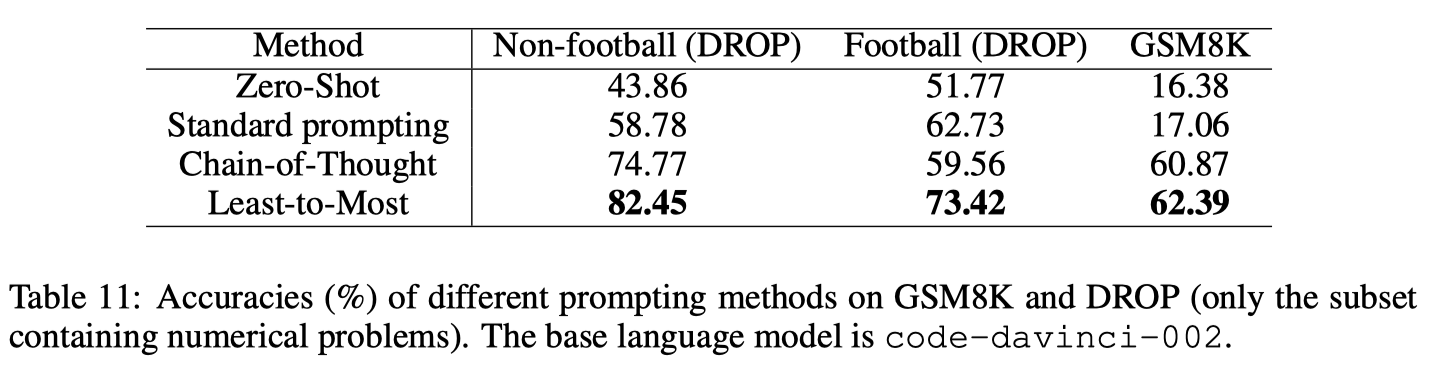 Method Non-football (DROP) Football (DROP) GSM8K
Zero-Shot 43.86 51.77 16.38
Standard prompting 58.78 62.73 17.06
Chain-of-Thought 74.77 59.56 60.87
Least-to-Most 82.45 73.42 62.39
Table 11: Accuracies (%) of different prompting methods on GSM8K and DROP (only the subset
containing numerical problems). The base language model is code-davinci-002.